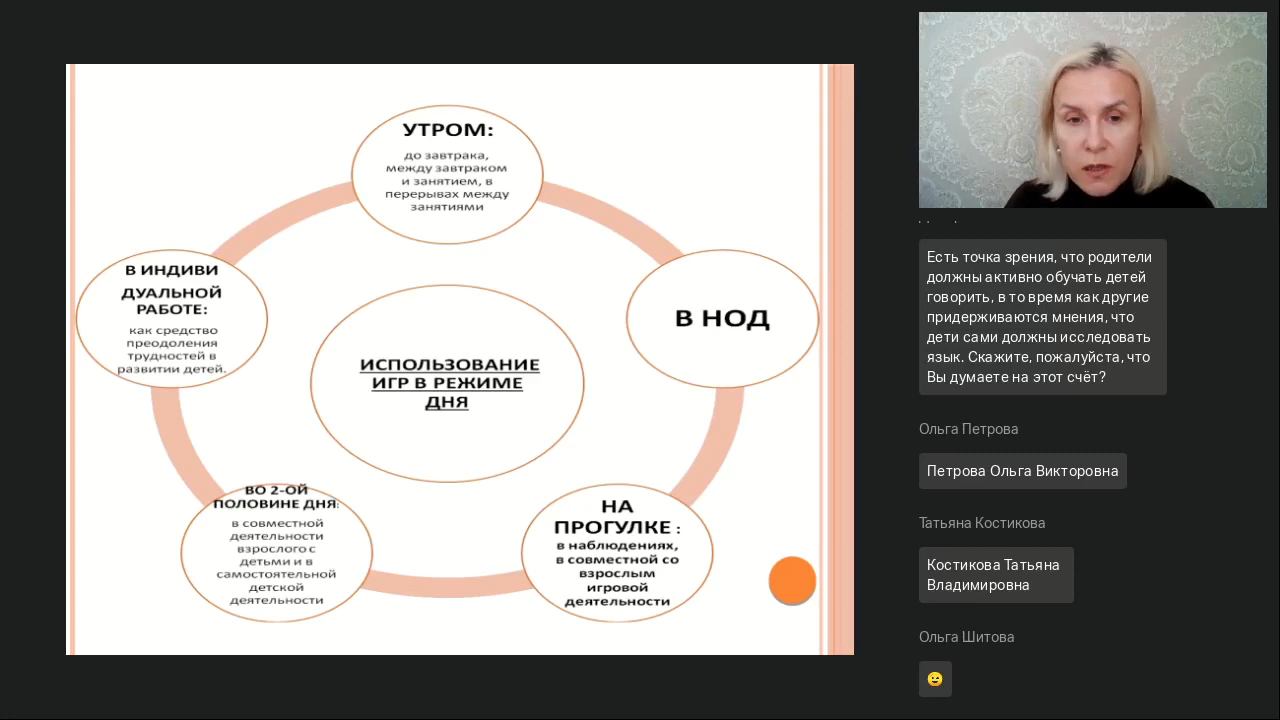 УТРОМ:
до завтрака,
между завтраком
и занятием, в
перерывах между
занятиями
В НОД
НА
ПРОГУЛКЕ :
в наблюдениях,
в совместной со
взрослым
игровой
деятельности
ВО 2-ОЙ
ПОЛОВИНЕ ДНЯ:
в совместной
деятельности
взрослого с
детьми и в
самостоятельной
детской
деятельности
В ИНДИВИ
ДУАЛЬНОЙ
РАБОТЕ:
как средство
преодоления
трудностей в
развитии детей.
ИСПОЛЬЗОВАНИЕ
ИГР В РЕЖИМЕ
ДНЯ
Есть точка зрения, что родители
должны активно обучать детей
говорить, в то время как другие
придерживаются мнения, что
дети сами должны исследовать
язык. Скажите, пожалуйста, что
Вы думаете на этот счёт?
Ольга Петрова
Петрова Ольга Викторовна
Татьяна Костикова
Костикова Татьяна
Владимировна
Ольга Шитова
😉